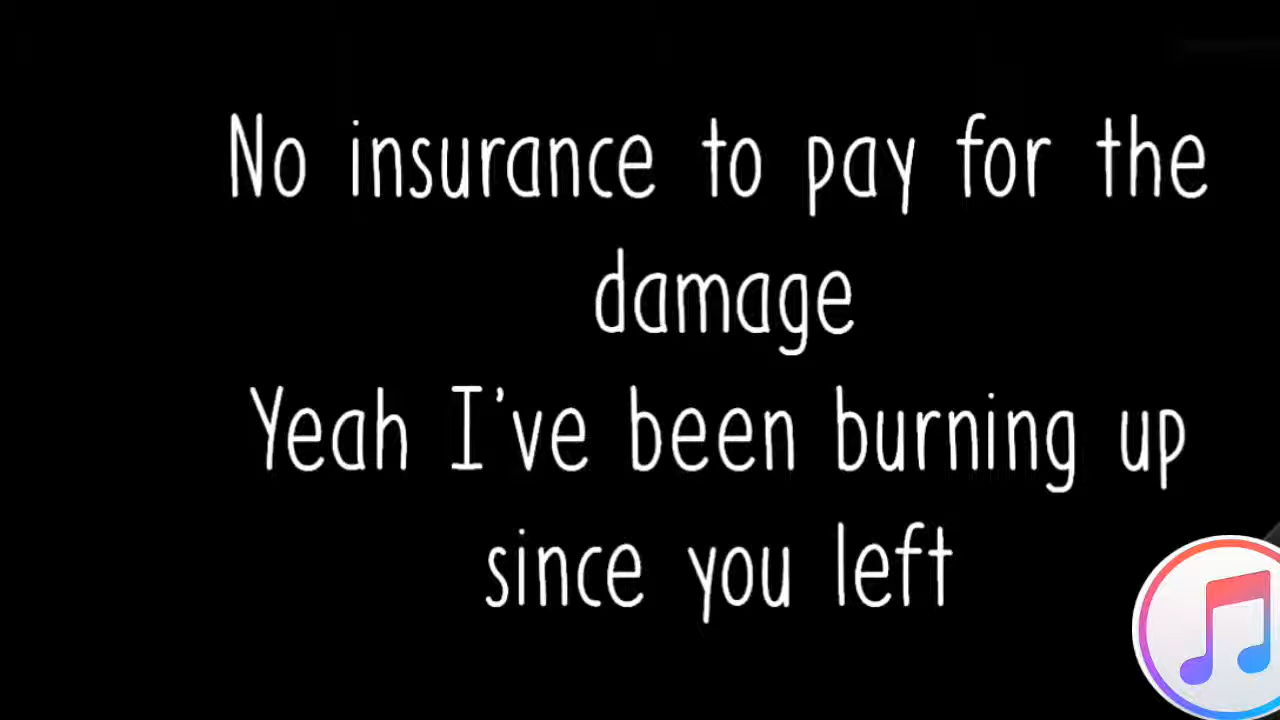 No insurance to pay for the
damage
Yeah I've been burning up
since you left